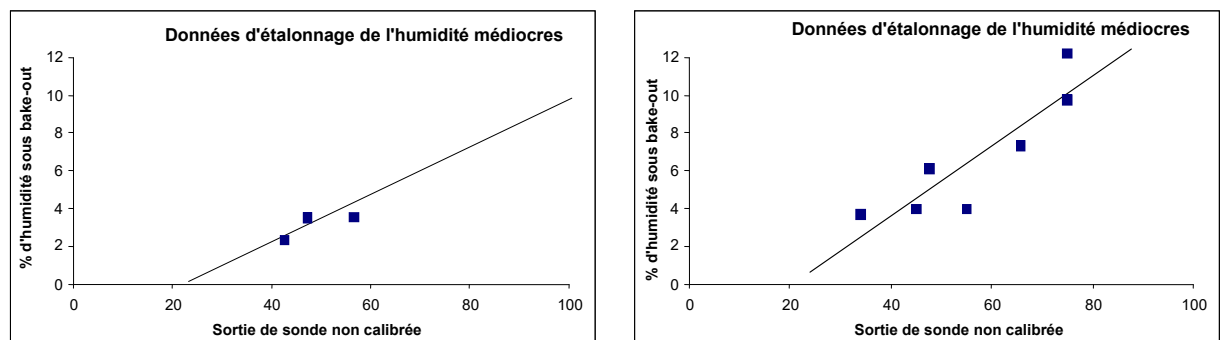 Données d'étalonnage de l'humidité médiocres
% d'humidité sous bake-out
12
10
8
6
4
2
0
0 20 40 60 80 100
Sortie de sonde non calibrée
Données d'étalonnage de l'humidité médiocres
% d'humidité sous bake-out
12
10
8
6
4
2
0
0 20 40 60 80 100
Sortie de sonde non calibrée